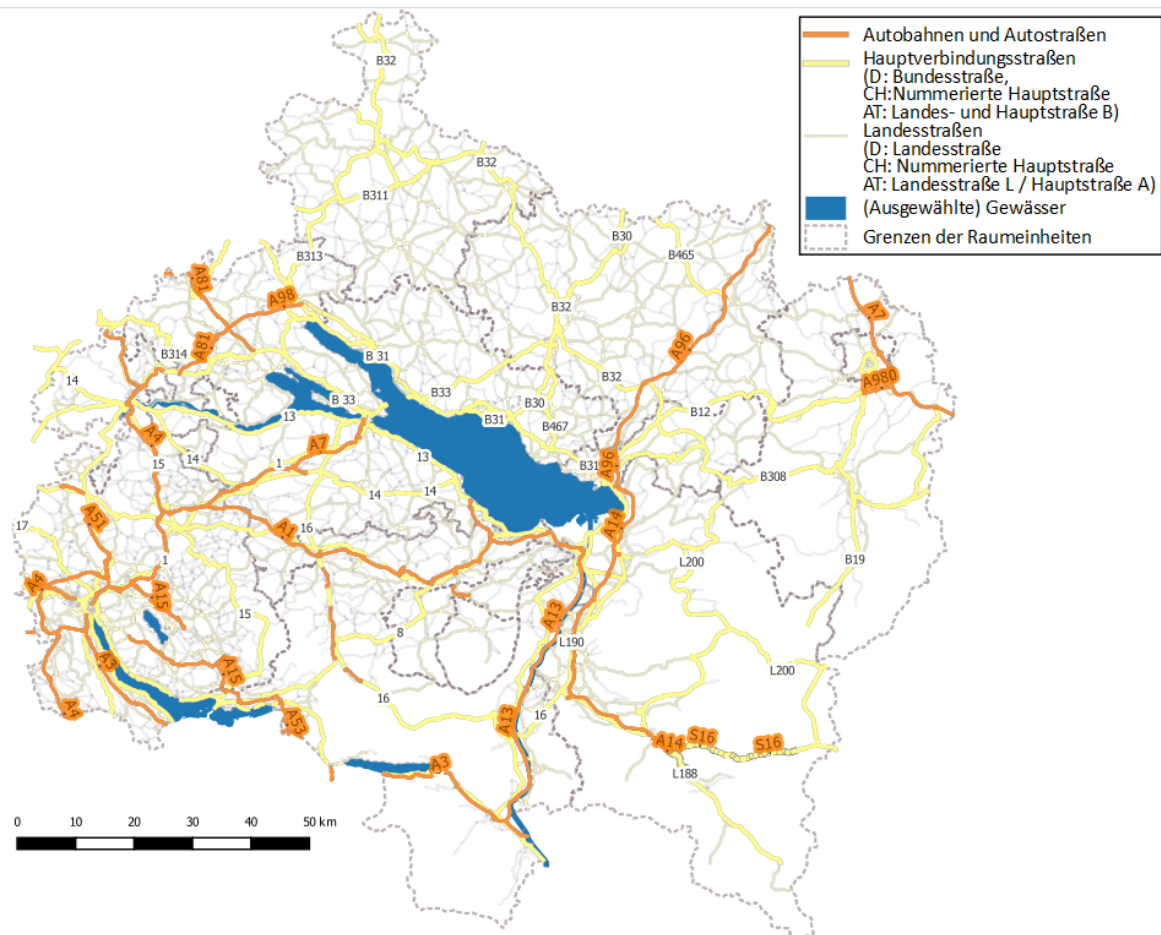 Autobahnen und Autostraßen
Hauptverbindungsstraßen
(D: Bundesstraße,
CH:Nummerierte Hauptstraße
AT: Landes- und Hauptstraße B)
Landesstraßen
(D: Landesstraße
CH: Nummerierte Hauptstraße
AT: Landesstraße L / Hauptstraße A)
(Ausgewählte) Gewässer
Grenzen der Raumeinheiten
B32
B32
B311
B30
B465
B313
A81
A98
B32
A7
A81
A96
B314
B 31
14
B33
B32
A980
B 33
B30
B12
13
B31
A4
A7
B467
14
13
15
1
B31
A96
14
14
B308
A51
17
A1
16
A14
1
L200
B19
A4
A15
15
A13
8
L190
A3
A15
L200
16
A4
A53
A13
16
A14
S16
S16
A3
L188
0
10
20
30
40
50 km